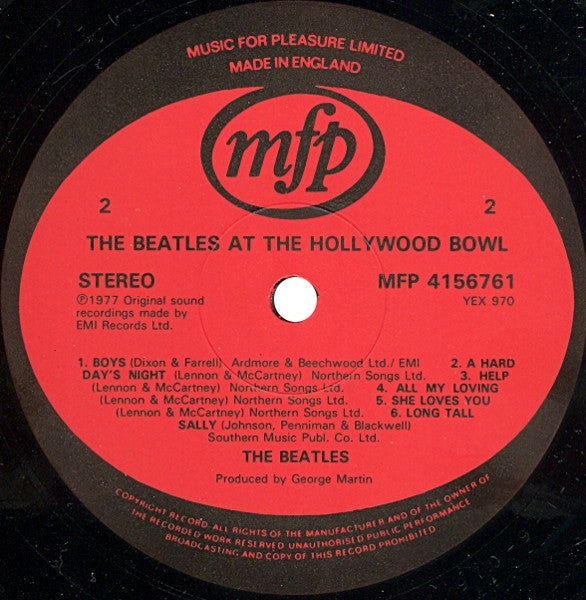 MUSIC FOR PLEASURE LIMITED
MADE IN ENGLAND
mfp
2 2
THE BEATLES AT THE HOLLYWOOD BOWL
STEREO MFP 4156761
℗1977 Original sound YEX 970
recordings made by
EMI Records Ltd.
1. BOYS (Dixon & Farrell) Ardmore & Beechwood Ltd./ EMI 2. A HARD
DAY'S NIGHT (Lennon & McCartney) Northern Songs Ltd. 3. HELP
(Lennon & McCartney) Northern Songs Ltd. 4. ALL MY LOVING
(Lennon & McCartney) Northern Songs Ltd. 5. SHE LOVES YOU
(Lennon & McCartney) Northern Songs Ltd. 6. LONG TALL
SALLY (Johnson, Penniman & Blackwell)
Southern Music Publ. Co. Ltd.
THE BEATLES
Produced by George Martin
COPYRIGHT RECORD. ALL RIGHTS OF THE MANUFACTURER AND OF THE OWNER OF
THE RECORDED WORK RESERVED UNAUTHORISED PUBLIC PERFORMANCE
BROADCASTING AND COPY OF THIS RECORD PROHIBITED